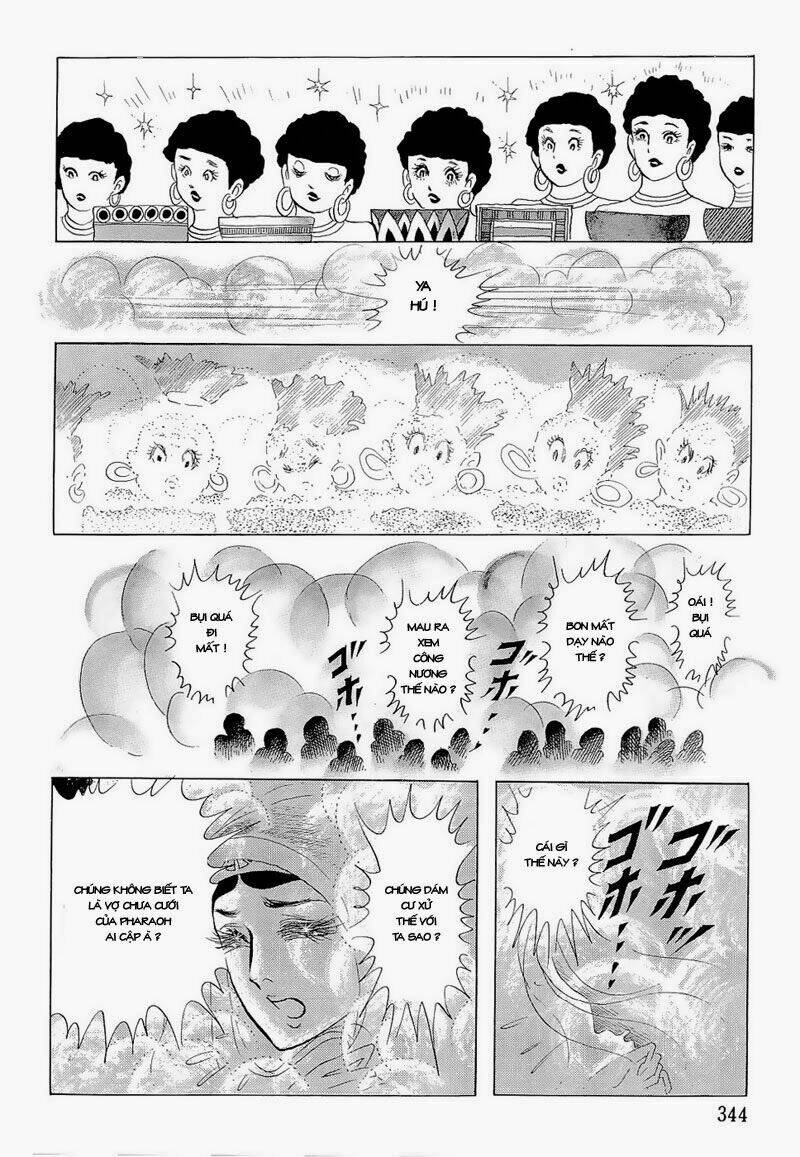 YA
HÚ !
OÁI !
BỤI
QUÁ
BON MẤT
DẠY NÀO
THẾ ?
MAU RA
XEM
CÔNG
NƯƠNG
THẾ NÀO ?
BỤI QUÁ
ĐI
MẤT !
ゴホ・・・
ゴホ・・・
CÁI GÌ
THẾ NÀY ?
ゴホッ・・・
ゴホッ・・・
CHÚNG DÁM
CƯ XỬ
THẾ VỚI
TA SAO ?
CHÚNG KHÔNG BIẾT TA
LÀ VỢ CHƯA CƯỚI
CỦA PHARAOH
AI CẬP À ?
344